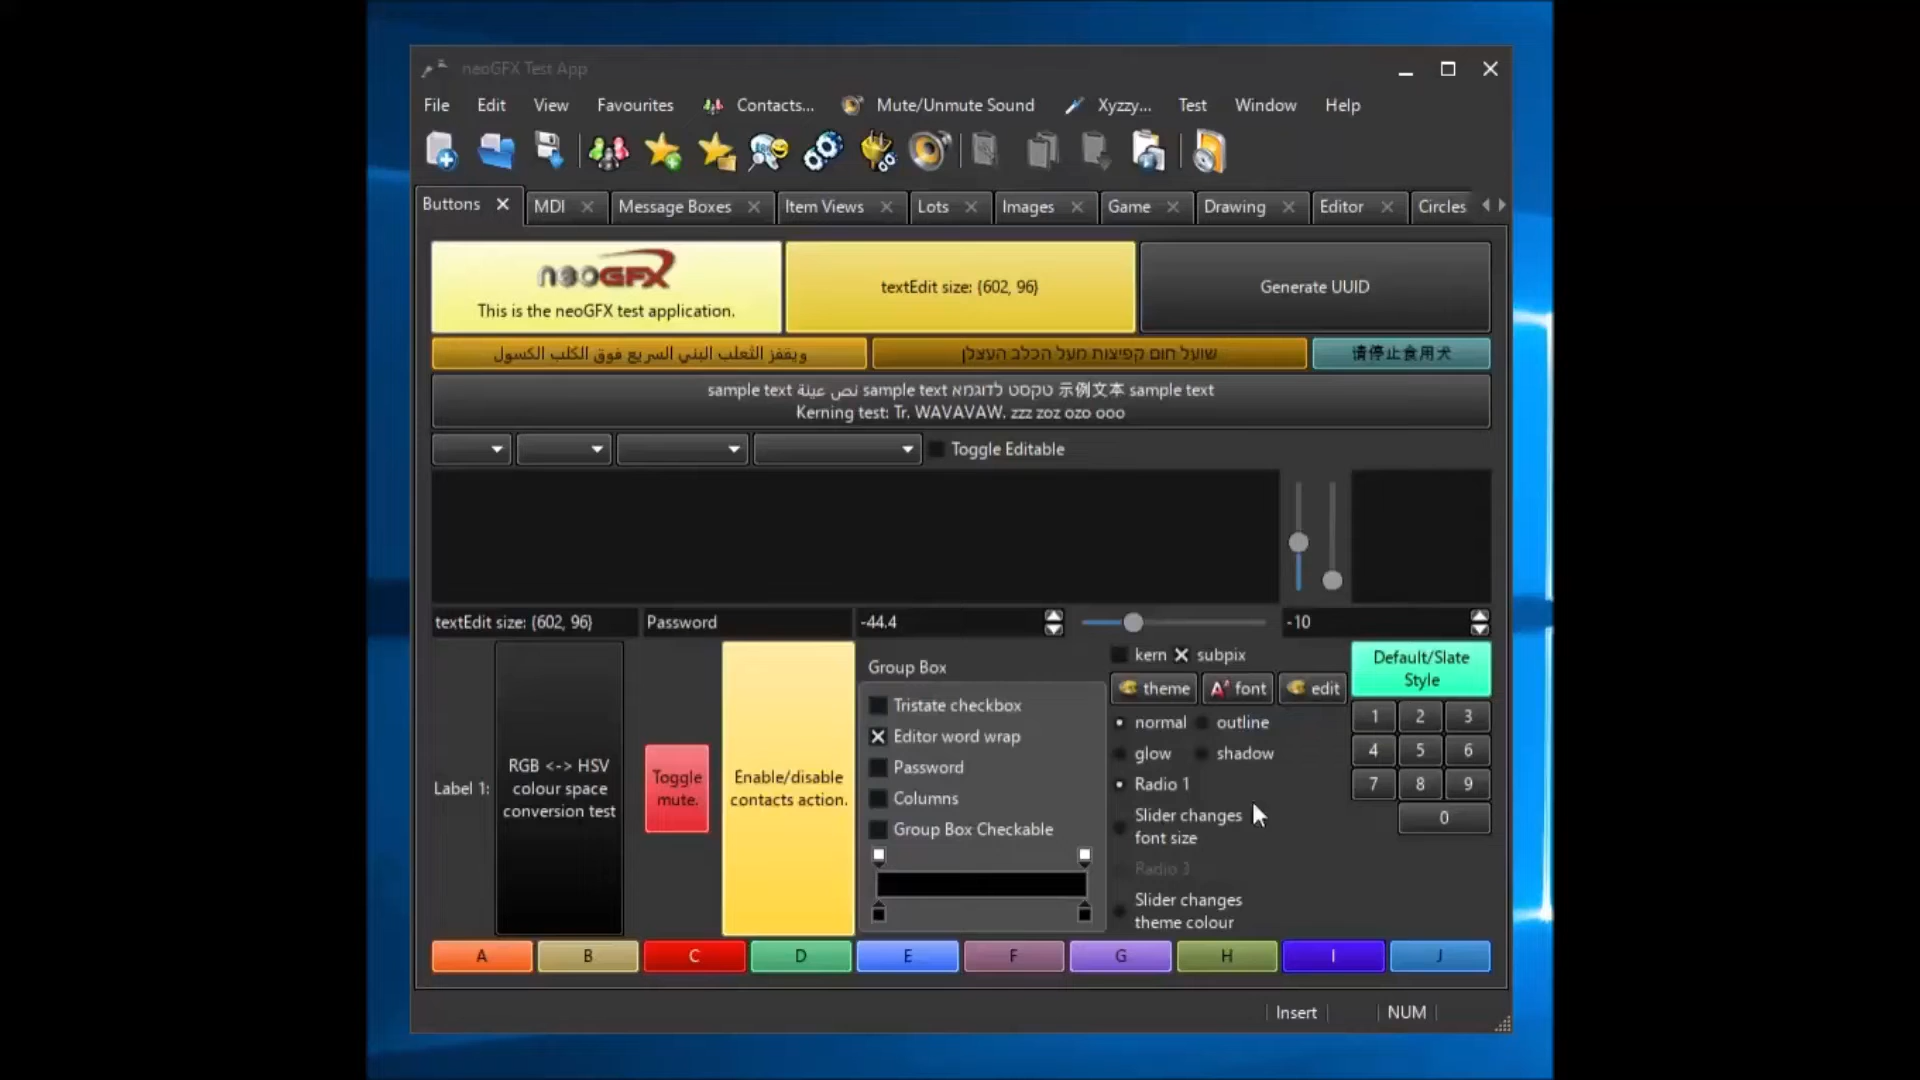 neoGFX Test App
File Edit View Favourites Contacts... Mute/Unmute Sound Xyzzy... Test Window Help
Buttons MDI Message Boxes Item Views Lots Images Game Drawing Editor Circles
neoGFX
This is the neoGFX test application.
textEdit size: {602, 96}
Generate UUID
ويقفز الثعلب البني السريع فوق الكلب الكسول
שועל חום קפיצות מעל הכלב העצלן
请停止食用犬
sample text نص عينة sample text טקסט לדוגמא 示例文本 sample text
Kerning test: Tr. WAVAVAW. zzz zoz ozo ooo
Toggle Editable
textEdit size: {602, 96} Password -44.4 -10
Label 1:
RGB <-> HSV
colour space
conversion test
Toggle
mute.
Enable/disable
contacts action.
Group Box
Tristate checkbox
Editor word wrap
Password
Columns
Group Box Checkable
kern subpix
theme font edit
normal outline
glow shadow
Radio 1
Slider changes
font size
Radio 3
Slider changes
theme colour
Default/Slate
Style
1 2 3
4 5 6
7 8 9
0
A B C D E F G H I J
Insert NUM